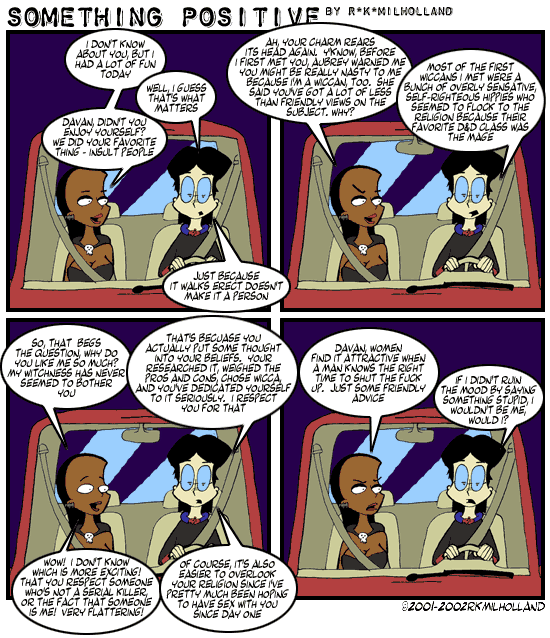 SOMETHING POSITIVE BY R*K*MILHOLLAND
I DON'T KNOW
ABOUT YOU, BUT I
HAD A LOT OF FUN
TODAY
WELL, I GUESS
THAT'S WHAT
MATTERS
DAVAN, DIDN'T YOU
ENJOY YOURSELF?
WE DID YOUR FAVORITE
THING - INSULT PEOPLE
JUST BECAUSE
IT WALKS ERECT DOESN'T
MAKE IT A PERSON
AH, YOUR CHARM REARS
ITS HEAD AGAIN. Y'KNOW, BEFORE
I FIRST MET YOU, AUBREY WARNED ME
YOU MIGHT BE REALLY NASTY TO ME
BECAUSE I'M A WICCAN, TOO. SHE
SAID YOU'VE GOT A LOT OF LESS
THAN FRIENDLY VIEWS ON THE
SUBJECT. WHY?
MOST OF THE FIRST
WICCANS I MET WERE A
BUNCH OF OVERLY SENSATIVE,
SELF-RIGHTEOUS HIPPIES WHO
SEEMED TO FLOCK TO THE
RELIGION BECAUSE THEIR
FAVORITE D&D CLASS WAS
THE MAGE
SO, THAT BEGS
THE QUESTION, WHY DO
YOU LIKE ME SO MUCH?
MY WITCHNESS HAS NEVER
SEEMED TO BOTHER
YOU
THAT'S BECUASE YOU
ACTUALLY PUT SOME THOUGHT
INTO YOUR BELIEFS. YOUR
RESEARCHED IT, WEIGHED THE
PROS AND CONS, CHOSE WICCA,
AND YOU'VE DEDICATED YOURSELF
TO IT SERIOUSLY. I RESPECT
YOU FOR THAT
WOW! I DON'T KNOW
WHICH IS MORE EXCITING!
THAT YOU RESPECT SOMEONE
WHO'S NOT A SERIAL KILLER,
OR THE FACT THAT SOMEONE
IS ME! VERY FLATTERING!
OF COURSE, IT'S ALSO
EASIER TO OVERLOOK
YOUR RELIGION SINCE I'VE
PRETTY MUCH BEEN HOPING
TO HAVE SEX WITH YOU
SINCE DAY ONE
DAVAN, WOMEN
FIND IT ATTRACTIVE WHEN
A MAN KNOWS THE RIGHT
TIME TO SHUT THE FUCK
UP. JUST SOME FRIENDLY
ADVICE
IF I DIDN'T RUIN
THE MOOD BY SAYING
SOMETHING STUPID, I
WOULDN'T BE ME,
WOULD I?
©2001-2002RKMILHOLLAND